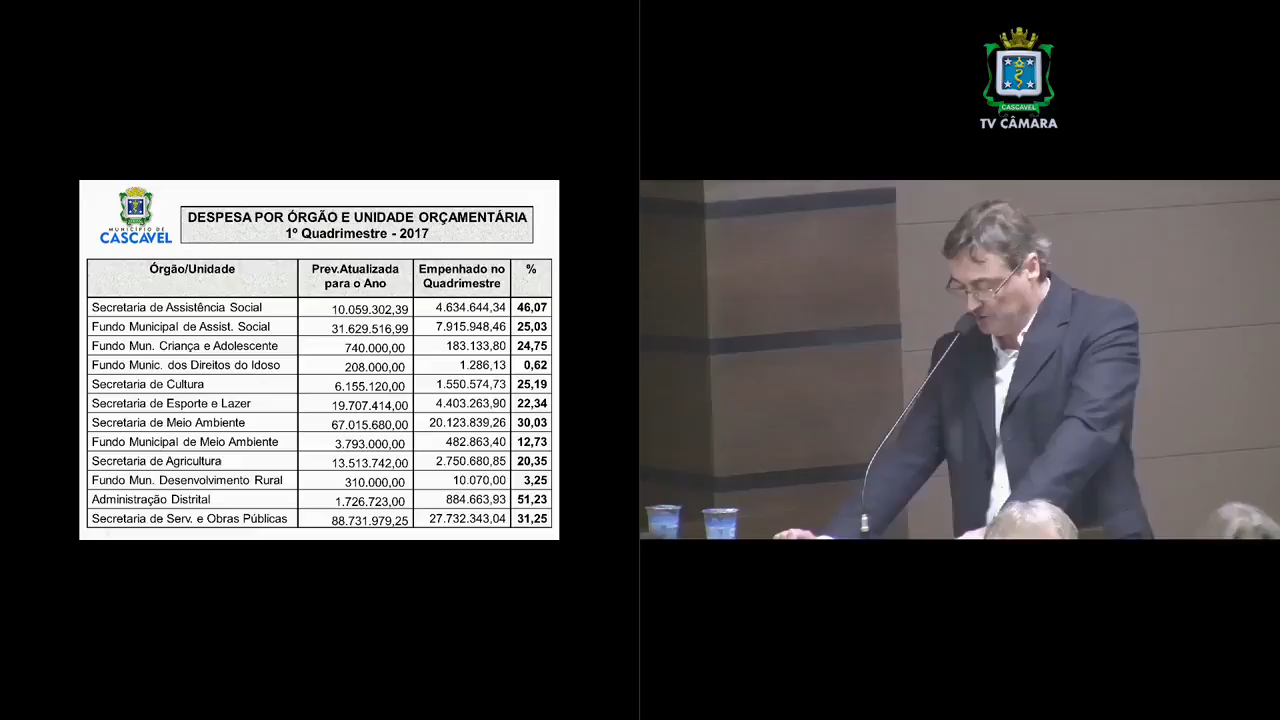 CASCAVEL
TV CÂMARA
MUNICÍPIO DE
CASCAVEL
DESPESA POR ÓRGÃO E UNIDADE ORÇAMENTÁRIA
1º Quadrimestre - 2017
Órgão/Unidade Prev.Atualizada para o Ano Empenhado no Quadrimestre %
Secretaria de Assistência Social 10.059.302,39 4.634.644,34 46,07
Fundo Municipal de Assist. Social 31.629.516,99 7.915.948,46 25,03
Fundo Mun. Criança e Adolescente 740.000,00 183.133,80 24,75
Fundo Munic. dos Direitos do Idoso 208.000,00 1.286,13 0,62
Secretaria de Cultura 6.155.120,00 1.550.574,73 25,19
Secretaria de Esporte e Lazer 19.707.414,00 4.403.263,90 22,34
Secretaria de Meio Ambiente 67.015.680,00 20.123.839,26 30,03
Fundo Municipal de Meio Ambiente 3.793.000,00 482.863,40 12,73
Secretaria de Agricultura 13.513.742,00 2.750.680,85 20,35
Fundo Mun. Desenvolvimento Rural 310.000,00 10.070,00 3,25
Administração Distrital 1.726.723,00 884.663,93 51,23
Secretaria de Serv. e Obras Públicas 88.731.979,25 27.732.343,04 31,25